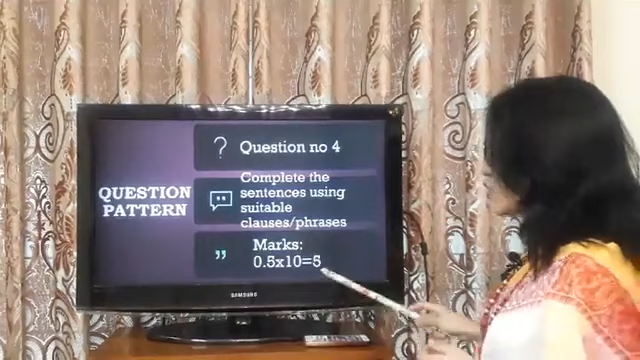 QUESTION
PATTERN
Question no 4
Complete the
sentences using
suitable
clauses/phrases
Marks:
0.5x10=5
SAMSUNG